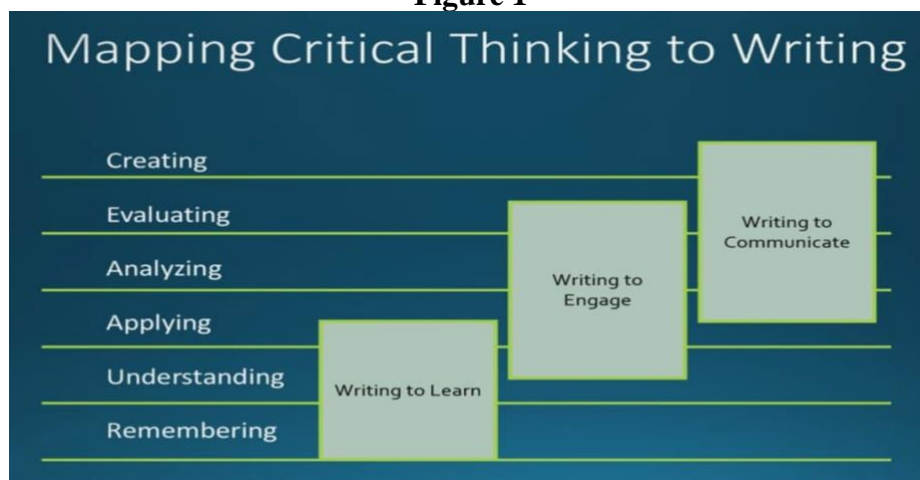 Figure 1
Mapping Critical Thinking to Writing
Creating
Evaluating
Analyzing
Applying
Understanding
Remembering
Writing to Learn
Writing to
Engage
Writing to
Communicate